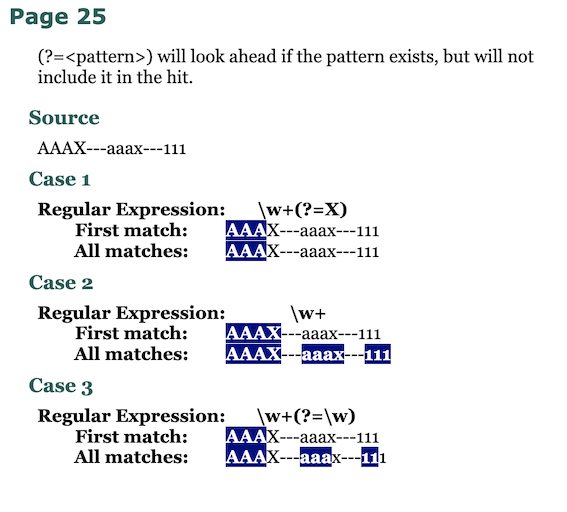 Page 25
(?=<pattern>) will look ahead if the pattern exists, but will not
include it in the hit.
Source
AAAX---aaax---111
Case 1
Regular Expression: \w+(?=X)
First match: AAAX---aaax---111
All matches: AAAX---aaax---111
Case 2
Regular Expression: \w+
First match: AAAX---aaax---111
All matches: AAAX---aaax---111
Case 3
Regular Expression: \w+(?=\w)
First match: AAAX---aaax---111
All matches: AAAX---aaax---111